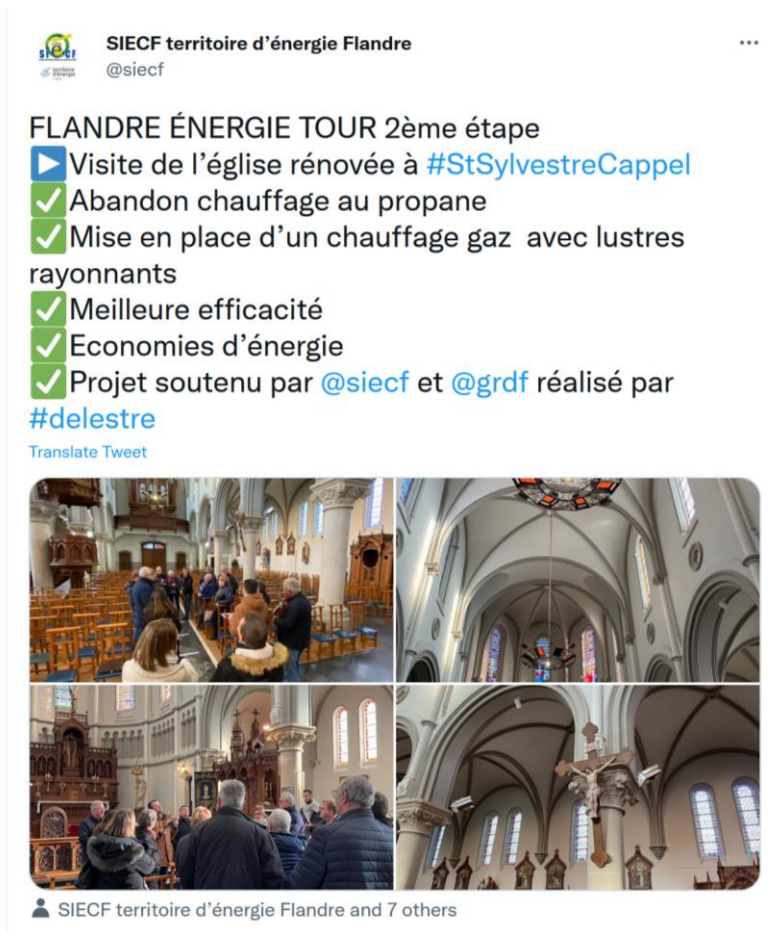 SIECF territoire d’énergie Flandre
@siecf
FLANDRE ÉNERGIE TOUR 2ème étape
▶️Visite de l’église rénovée à #StSylvestreCappel
✅Abandon chauffage au propane
✅Mise en place d’un chauffage gaz  avec lustres
rayonnants
✅Meilleure efficacité
✅Economies d’énergie
✅Projet soutenu par @siecf et @grdf réalisé par
#delestre
Translate Tweet
SIECF territoire d’énergie Flandre and 7 others